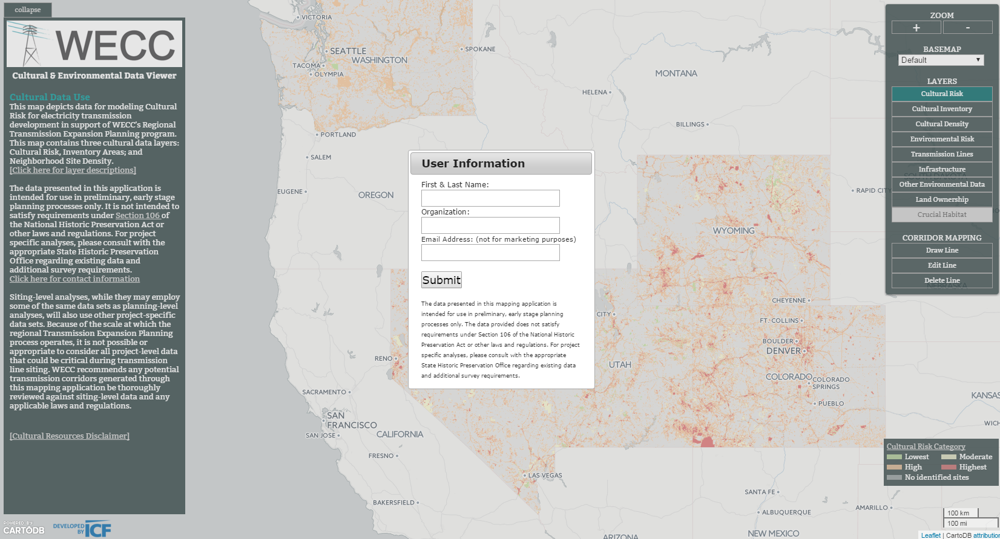 collapse
WECC
Cultural & Environmental Data Viewer
Cultural Data Use
This map depicts data for modeling Cultural
Risk for electricity transmission
development in support of WECC's Regional
Transmission Expansion Planning program.
This map contains three cultural data layers:
Cultural Risk, Inventory Areas; and
Neighborhood Site Density.
[Click here for layer descriptions]
The data presented in this application is
intended for use in preliminary, early stage
planning processes only. It is not intended to
satisfy requirements under Section 106 of
the National Historic Preservation Act or
other laws and regulations. For project
specific analyses, please consult with the
appropriate State Historic Preservation
Office regarding existing data and
additional survey requirements.
Click here for contact information
Siting-level analyses, while they may employ
some of the same data sets as planning-level
analyses, will also use other project-specific
data sets. Because of the scale at which the
regional Transmission Expansion Planning
process operates, it is not possible or
appropriate to consider all project-level data
that could be critical during transmission
line siting. WECC recommends any potential
transmission corridors generated through
this mapping application be thoroughly
reviewed against siting-level data and any
applicable laws and regulations.
[Cultural Resources Disclaimer]
POWERED BY
CARTODB
DEVELOPED
BY
ICF
VICTORIA
SEATTLE
WASHINGTON
SPOKANE
TACOMA
OLYMPIA
MONTANA
HELENA
BILLINGS
PORTLAND
SALEM
EUGENE
OREGON
RAPID CITY
SOUTH DAKOTA
WYOMING
NEBRASKA
CHEYENNE
CITY
FT. COLLINS
BOULDER
DENVER
RENO
UTAH
COLORADO
COLORADO
SPRINGS
SACRAMENTO
KANSAS
PUEBLO
SAN
FRANCISCO
WICH
SAN JOSE
CALIFORNIA
FRESNO
LAS VEGAS
SANTA FE
BAKERSFIELD
AMARILLO
ALBUQUERQUE
NEW MEXICO
ARIZONA
User Information
First & Last Name:
Organization:
Email Address: (not for marketing purposes)
Submit
The data presented in this mapping application is
intended for use in preliminary, early stage planning
processes only. The data provided does not satisfy
requirements under Section 106 of the National Historic
Preservation Act or other laws and regulations. For project
specific analyses, please consult with the appropriate
State Historic Preservation Office regarding existing data
and additional survey requirements.
ZOOM
+ -
BASEMAP
Default
LAYERS
Cultural Risk
Cultural Inventory
Cultural Density
Environmental Risk
Transmission Lines
Infrastructure
Other Environmental Data
Land Ownership
Crucial Habitat
CORRIDOR MAPPING
Draw Line
Edit Line
Delete Line
Cultural Risk Category
Lowest Moderate
High Highest
No identified sites
100 km
100 mi
Leaflet | CartoDB attribution